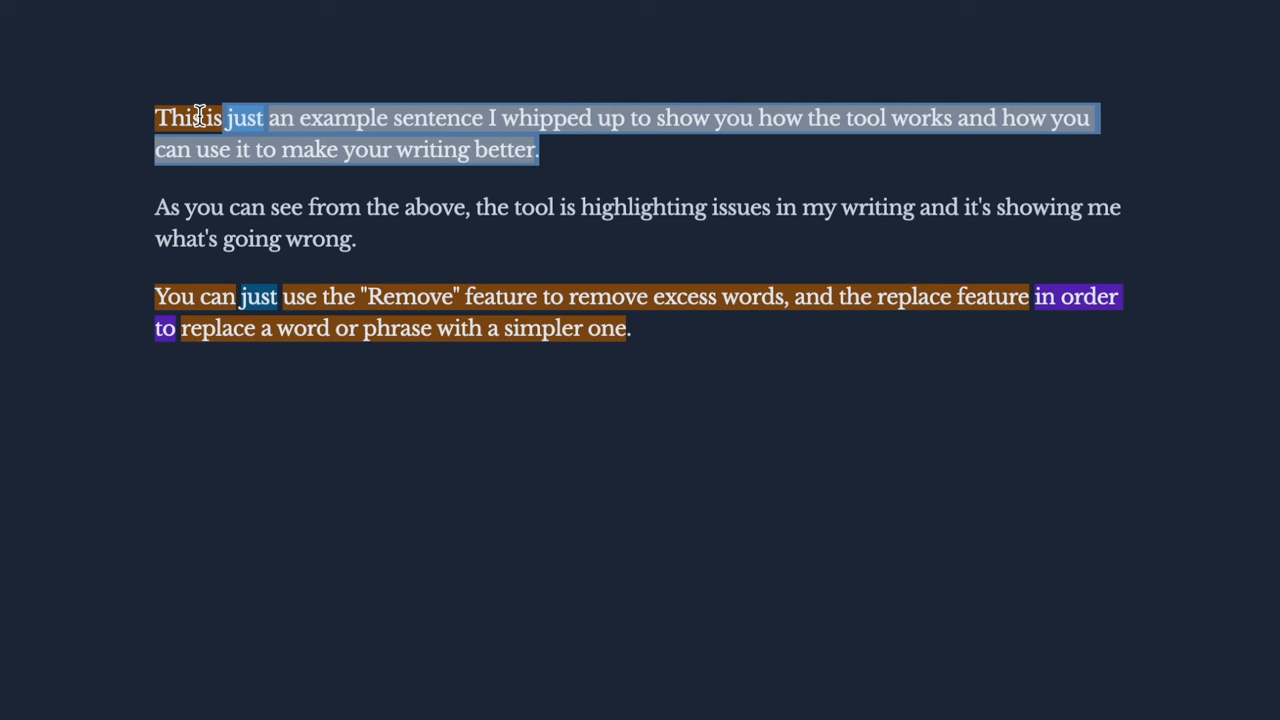 This is just an example sentence I whipped up to show you how the tool works and how you
can use it to make your writing better.
As you can see from the above, the tool is highlighting issues in my writing and it's showing me
what's going wrong.
You can just use the "Remove" feature to remove excess words, and the replace feature in order
to replace a word or phrase with a simpler one.